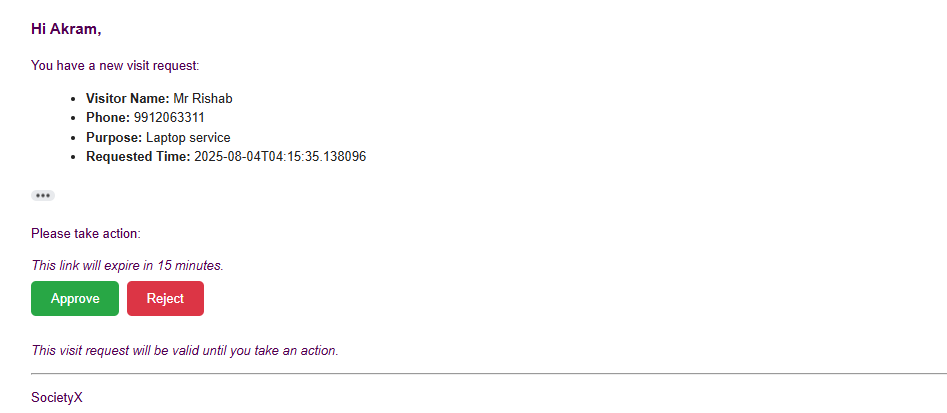 Hi Akram,
You have a new visit request:
Visitor Name: Mr Rishab
Phone: 9912063311
Purpose: Laptop service
Requested Time: 2025-08-04T04:15:35.138096
Please take action:
This link will expire in 15 minutes.
Approve Reject
This visit request will be valid until you take an action.
SocietyX